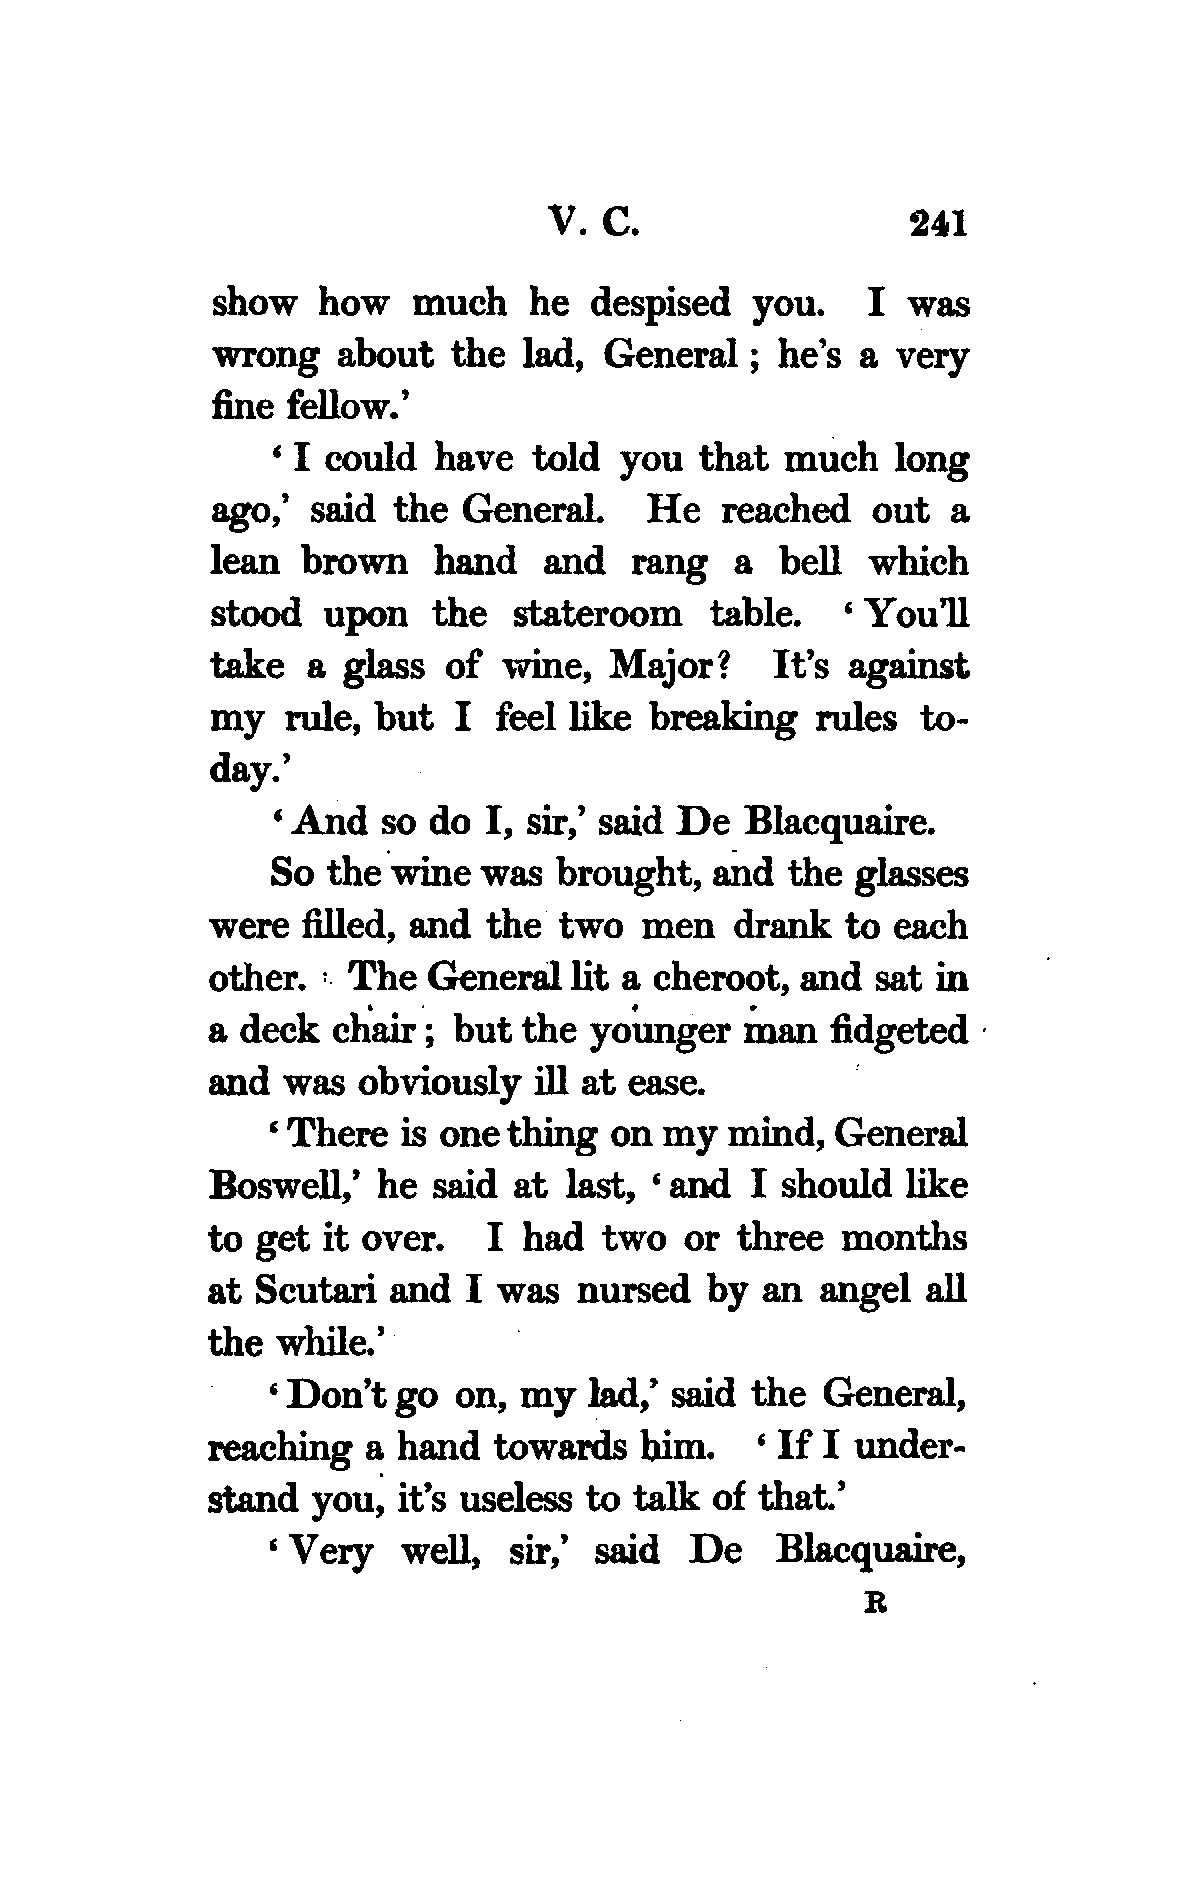 V. C. 241
show how much he despised you. I was
wrong about the lad, General ; he's a very
fine fellow.'
' I could have told you that much long
ago,' said the General. He reached out a
lean brown hand and rang a bell which
stood upon the stateroom table. ' You'll
take a glass of wine, Major? It's against
my rule, but I feel like breaking rules to-
day.'
' And so do I, sir,' said De Blacquaire.
So the wine was brought, and the glasses
were filled, and the two men drank to each
other. The General lit a cheroot, and sat in
a deck chair ; but the younger man fidgeted
and was obviously ill at ease.
' There is one thing on my mind, General
Boswell,' he said at last, ' and I should like
to get it over. I had two or three months
at Scutari and I was nursed by an angel all
the while.'
' Don't go on, my lad,' said the General,
reaching a hand towards him. ' If I under-
stand you, it's useless to talk of that.'
' Very well, sir,' said De Blacquaire,
R